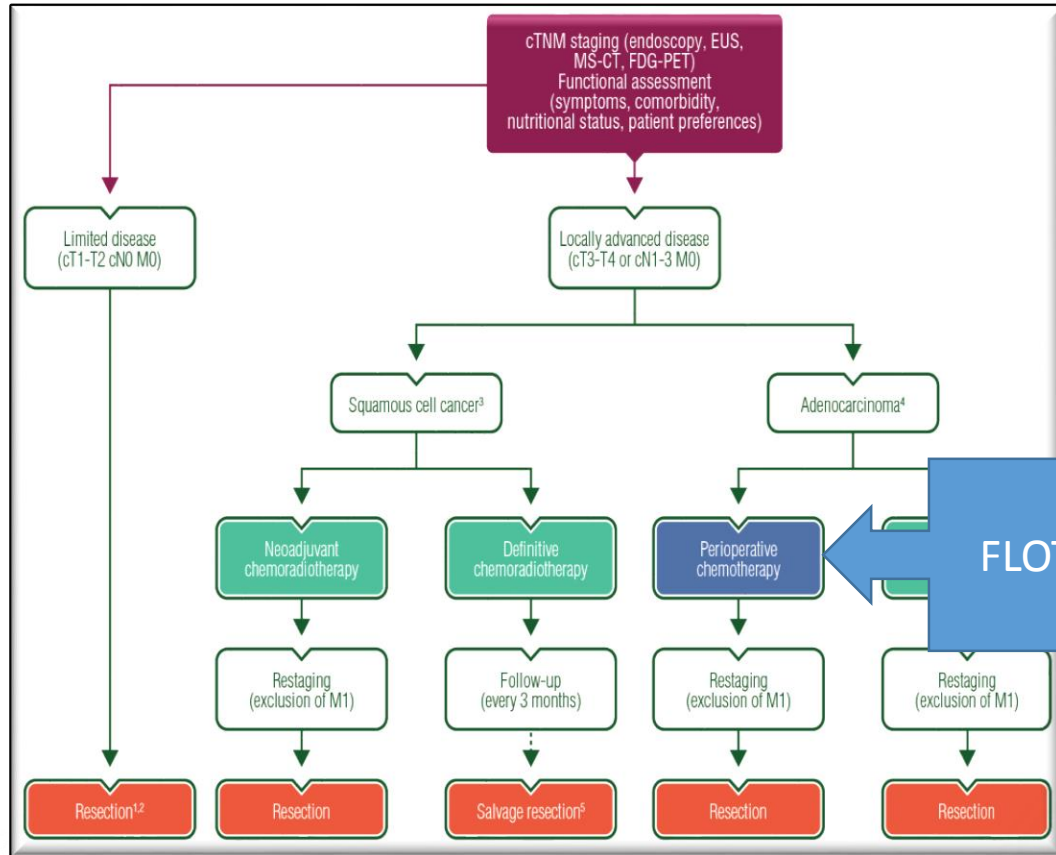 cTNM staging (endoscopy, EUS,
MS-CT, FDG-PET)
Functional assessment
(symptoms, comorbidity,
nutritional status, patient preferences)
Limited disease
(cT1-T2 cN0 M0)
Locally advanced disease
(cT3-T4 or cN1-3 M0)
Squamous cell cancer³
Adenocarcinoma⁴
Neoadjuvant
chemoradiotherapy
Definitive
chemoradiotherapy
Perioperative
chemotherapy
FLOT
Restaging
(exclusion of M1)
Follow-up
(every 3 months)
Restaging
(exclusion of M1)
Restaging
(exclusion of M1)
Resection¹,²
Resection
Salvage resection⁵
Resection
Resection